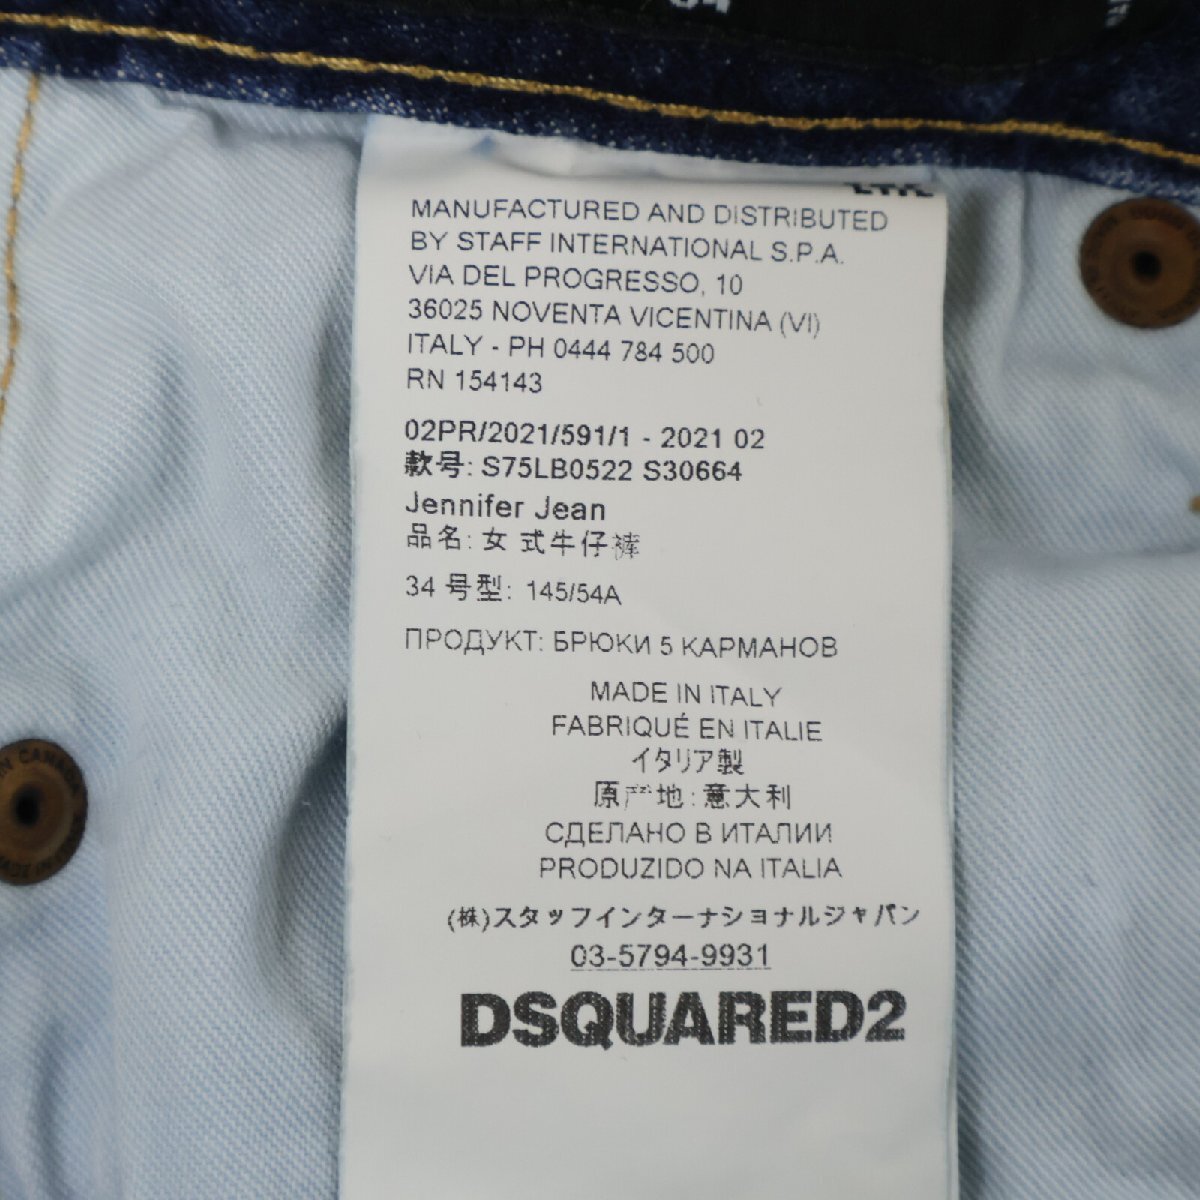 MANUFACTURED AND DISTRIBUTED
BY STAFF INTERNATIONAL S.P.A.
VIA DEL PROGRESSO, 10
36025 NOVENTA VICENTINA (VI)
ITALY - PH 0444 784 500
RN 154143
02PR/2021/591/1 - 2021 02
款号: S75LB0522 S30664
Jennifer Jean
品名: 女 式牛仔裤
34 号型: 145/54A
ПРОДУКТ: БРЮКИ 5 КАРМАНОВ
MADE IN ITALY
FABRIQUÉ EN ITALIE
イタリア製
原产地: 意大利
СДЕЛАНО В ИТАЛИИ
PRODUZIDO NA ITALIA
(株)スタッフインターナショナルジャパン
03-5794-9931
DSQUARED2